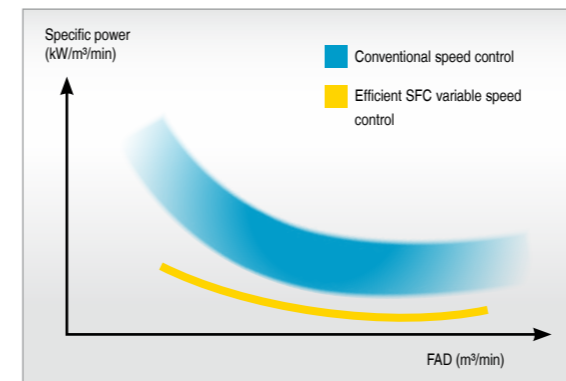 Specific power
(kW/m³/min)
Conventional speed control
Efficient SFC variable speed
control
FAD (m³/min)